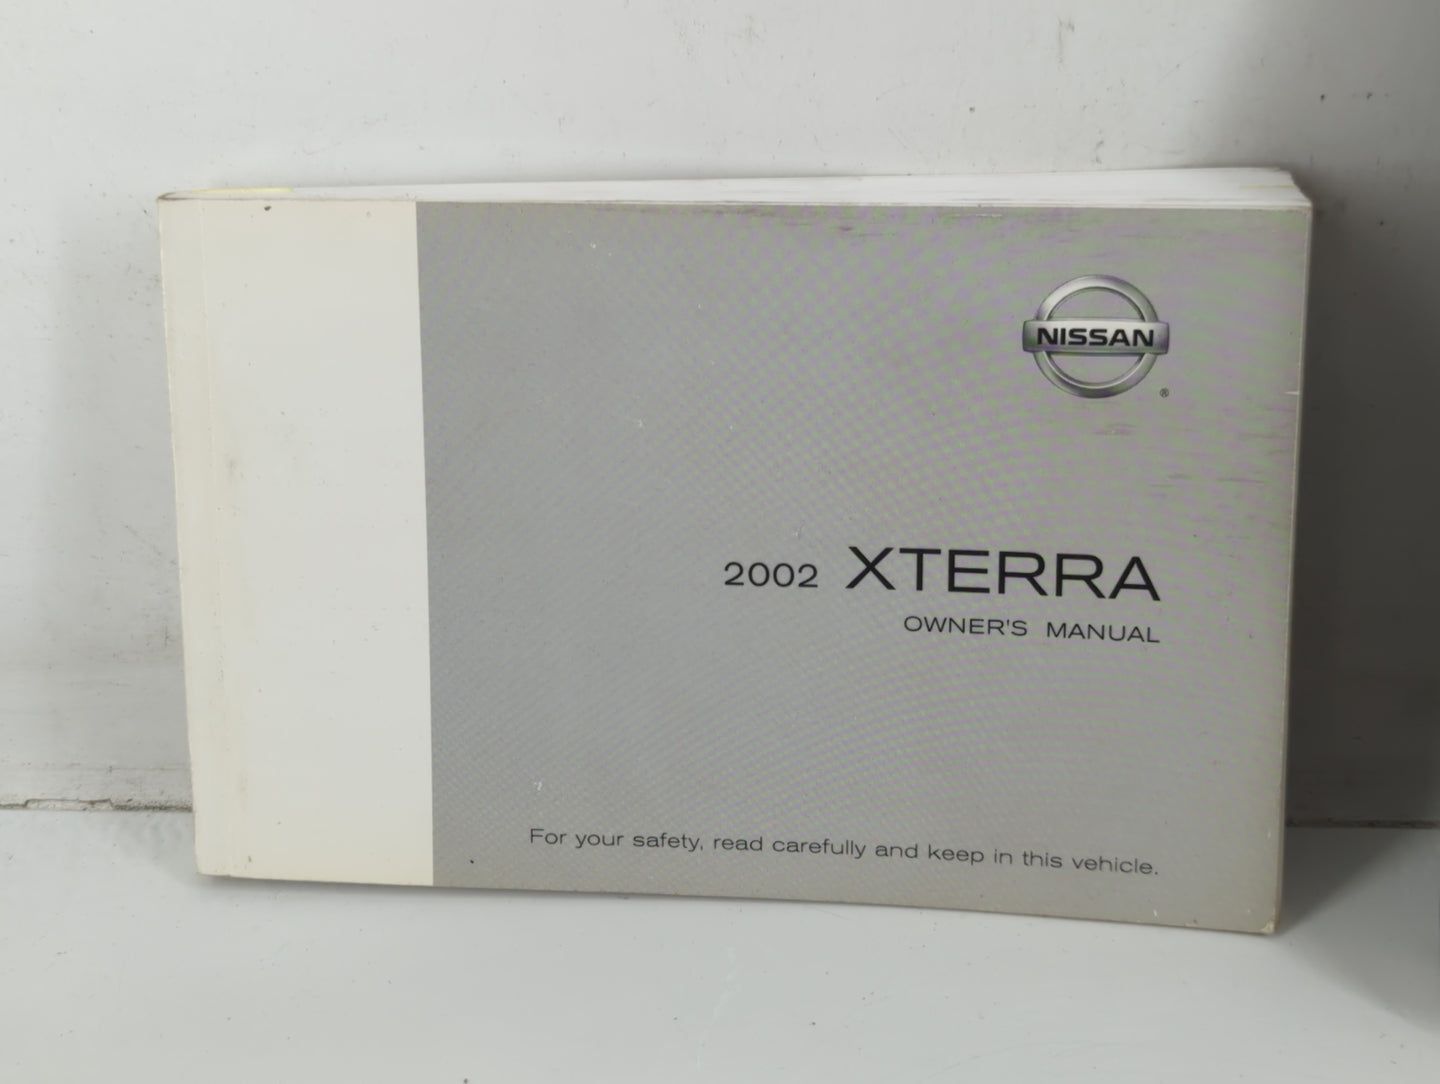 NISSAN
®
2002 XTERRA
OWNER'S MANUAL
For your safety, read carefully and keep in this vehicle.